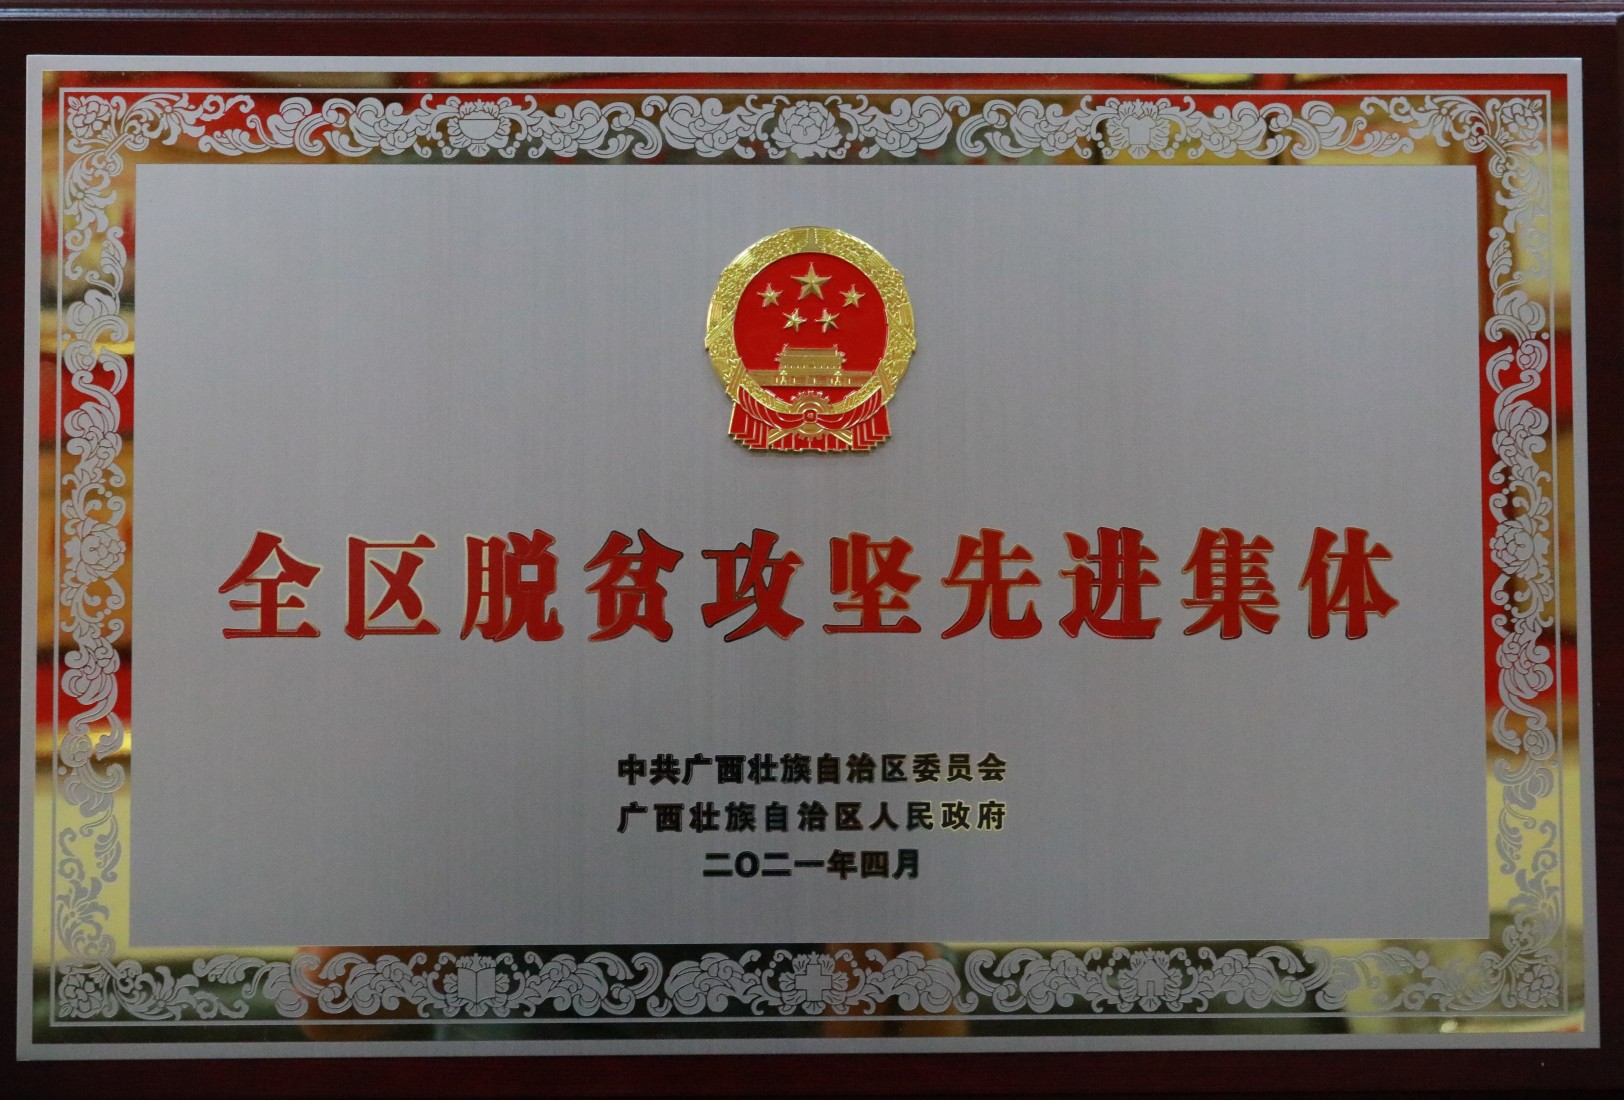 全区脱贫攻坚先进集体
中共广西壮族自治区委员会
广西壮族自治区人民政府
二〇二一年四月